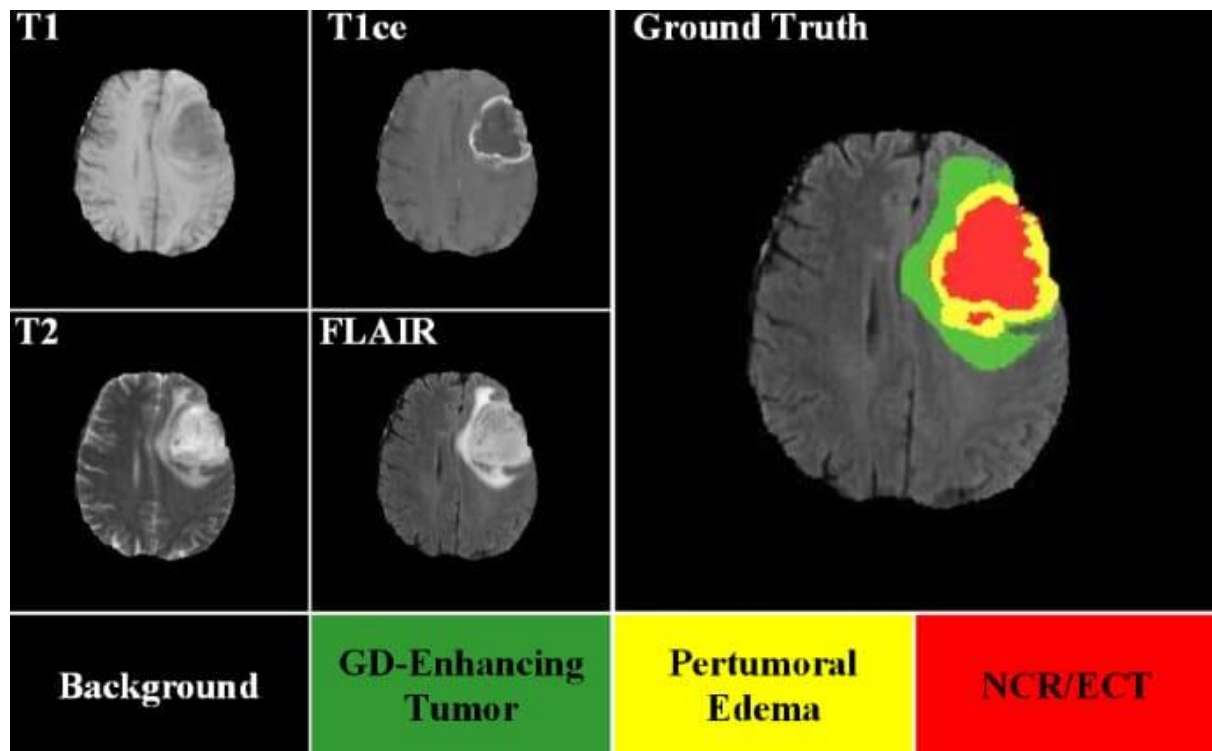 T1
T1ce
Ground Truth
T2
FLAIR
Background
GD-Enhancing
Tumor
Pertumoral
Edema
NCR/ECT